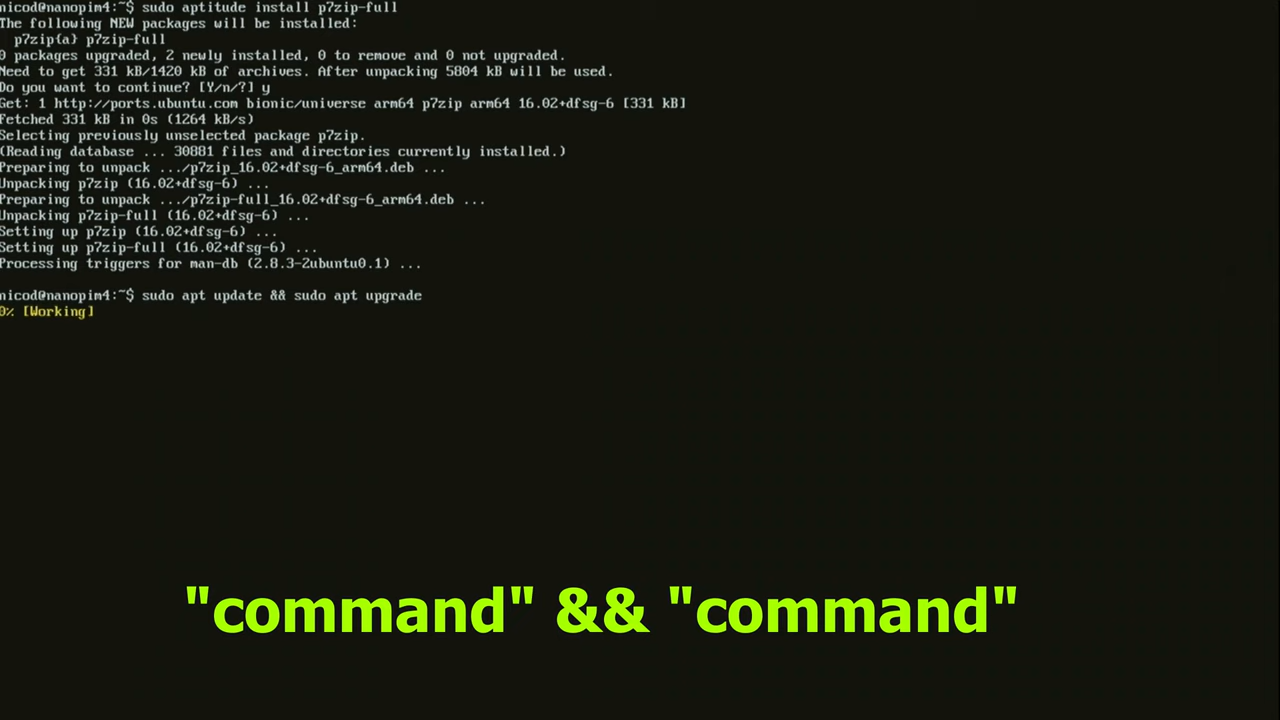 nicod@nanopim4:~$ sudo aptitude install p7zip-full
The following NEW packages will be installed:
p7zip{a} p7zip-full
0 packages upgraded, 2 newly installed, 0 to remove and 0 not upgraded.
Need to get 331 kB/1420 kB of archives. After unpacking 5804 kB will be used.
Do you want to continue? [Y/n/?] y
Get: 1 http://ports.ubuntu.com bionic/universe arm64 p7zip arm64 16.02+dfsg-6 [331 kB]
Fetched 331 kB in 0s (1264 kB/s)
Selecting previously unselected package p7zip.
(Reading database ... 30881 files and directories currently installed.)
Preparing to unpack .../p7zip_16.02+dfsg-6_arm64.deb ...
Unpacking p7zip (16.02+dfsg-6) ...
Preparing to unpack .../p7zip-full_16.02+dfsg-6_arm64.deb ...
Unpacking p7zip-full (16.02+dfsg-6) ...
Setting up p7zip (16.02+dfsg-6) ...
Setting up p7zip-full (16.02+dfsg-6) ...
Processing triggers for man-db (2.8.3-2ubuntu0.1) ...
nicod@nanopim4:~$ sudo apt update && sudo apt upgrade
0% [Working]
"command" && "command"